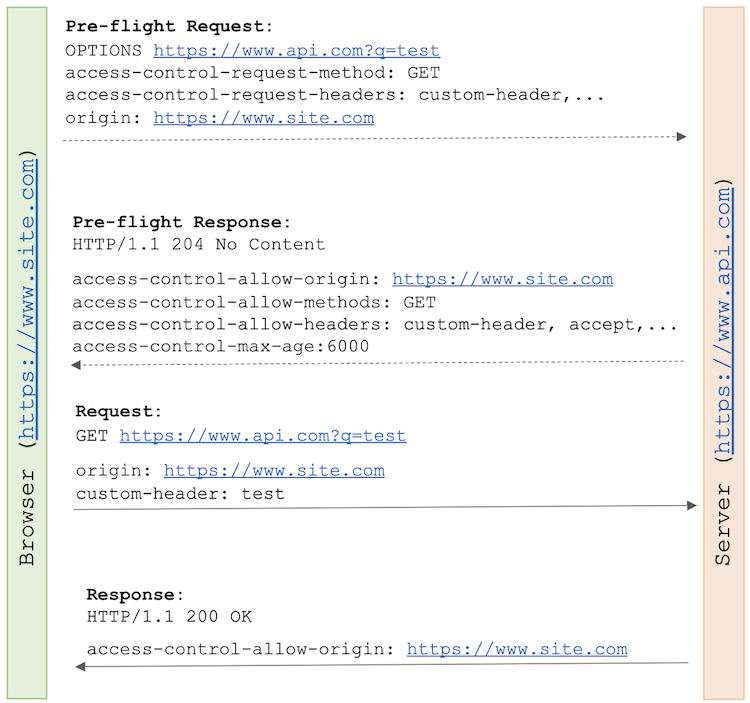 Pre-flight Request:
OPTIONS https://www.api.com?q=test
access-control-request-method: GET
access-control-request-headers: custom-header,...
origin: https://www.site.com
Pre-flight Response:
HTTP/1.1 204 No Content
access-control-allow-origin: https://www.site.com
access-control-allow-methods: GET
access-control-allow-headers: custom-header, accept,...
access-control-max-age:6000
Request:
GET https://www.api.com?q=test
origin: https://www.site.com
custom-header: test
Response:
HTTP/1.1 200 OK
access-control-allow-origin: https://www.site.com
Browser (https://www.site.com)
Server (https://www.api.com)